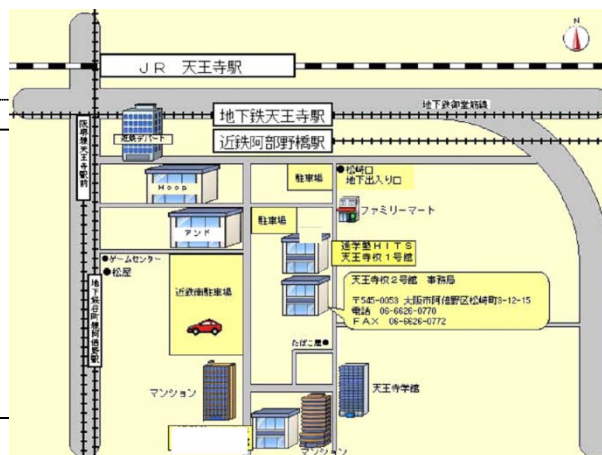 N
JR 天王寺駅
地下鉄御堂筋線
地下鉄天王寺駅
近鉄デパート
近鉄阿部野橋駅
阪堺線天王寺駅前
Hoop
駐車場
●松崎口
地下出入り口
ファミリーマート
駐車場
アンド
進学塾HITS
天王寺校1号館
●ゲームセンター
●松屋
近鉄南駐車場
天王寺校2号館 事務局
〒545-0053 大阪市阿倍野区松崎町3-12-15
電話 06-6626-0770
FAX 06-6626-0772
地下鉄谷町線阿倍野駅
たばこ屋●
マンション
天王寺学館
マンション